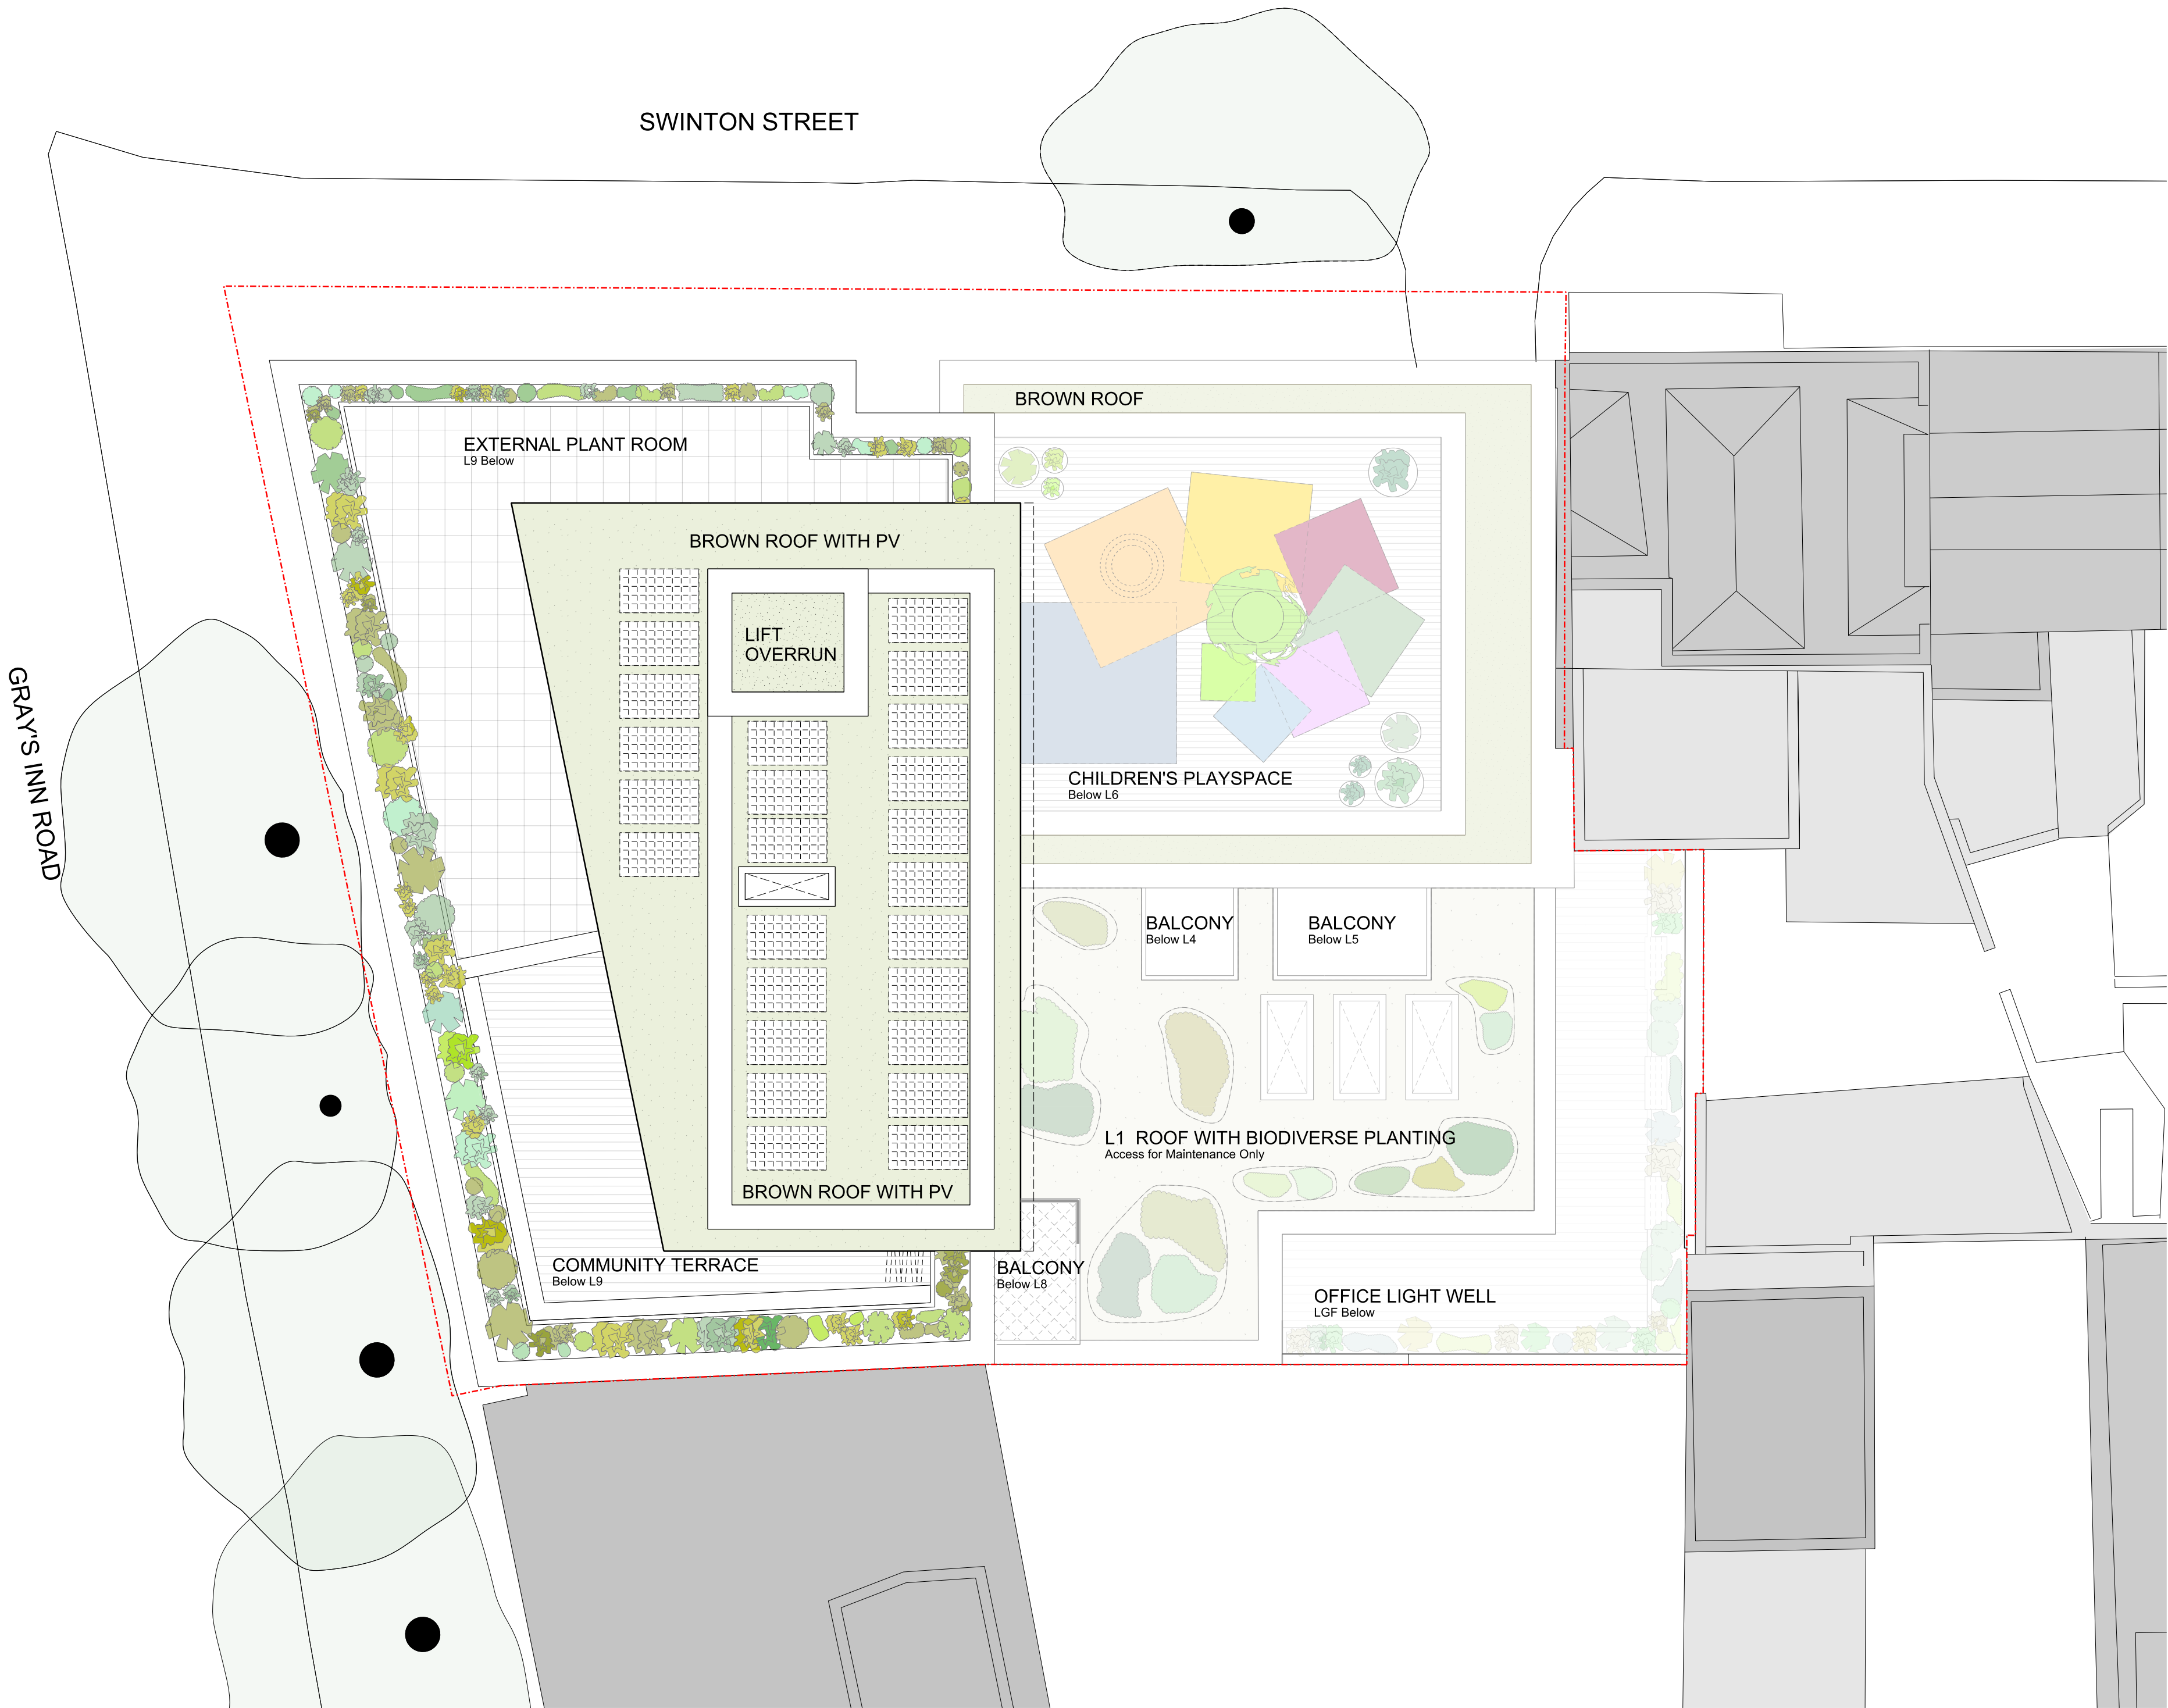 SWINTON STREET
BROWN ROOF
EXTERNAL PLANT ROOM
L9 Below
BROWN ROOF WITH PV
LIFT
OVERRUN
GRAY'S INN ROAD
CHILDREN'S PLAYSPACE
Below L6
BALCONY
Below L4
BALCONY
Below L5
L1 ROOF WITH BIODIVERSE PLANTING
Access for Maintenance Only
BROWN ROOF WITH PV
COMMUNITY TERRACE
Below L9
BALCONY
Below L8
OFFICE LIGHT WELL
LGF Below